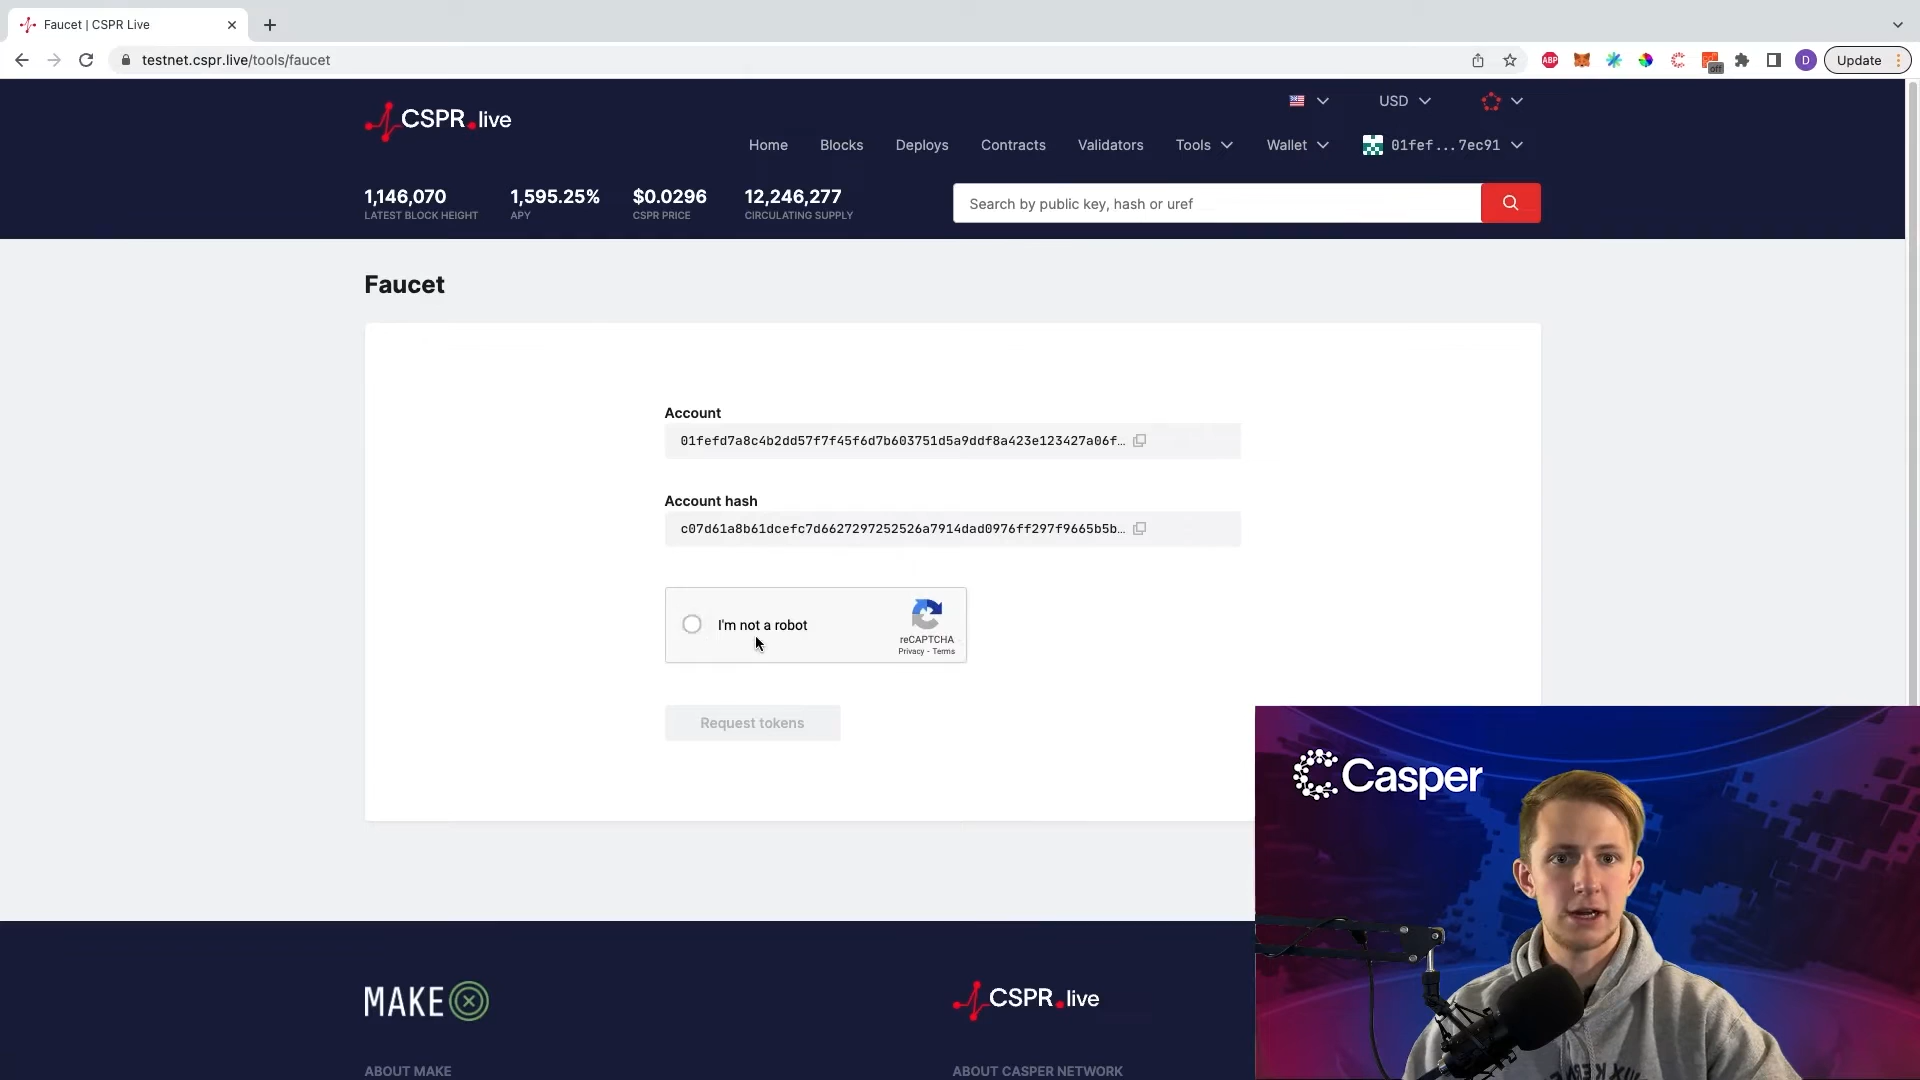 Faucet | CSPR Live
testnet.cspr.live/tools/faucet
ABP
off
D
Update
CSPR.live
USD
Home
Blocks
Deploys
Contracts
Validators
Tools
Wallet
01fef...7ec91
1,146,070
LATEST BLOCK HEIGHT
1,595.25%
APY
$0.0296
CSPR PRICE
12,246,277
CIRCULATING SUPPLY
Search by public key, hash or uref
Faucet
Account
01fefd7a8c4b2dd57f7f45f6d7b603751d5a9ddf8a423e123427a06f…
Account hash
c07d61a8b61dcefc7d6627297252526a7914dad0976ff297f9665b5b…
I'm not a robot
reCAPTCHA
Privacy - Terms
Request tokens
Casper
MAKE
CSPR.live
ABOUT MAKE
ABOUT CASPER NETWORK